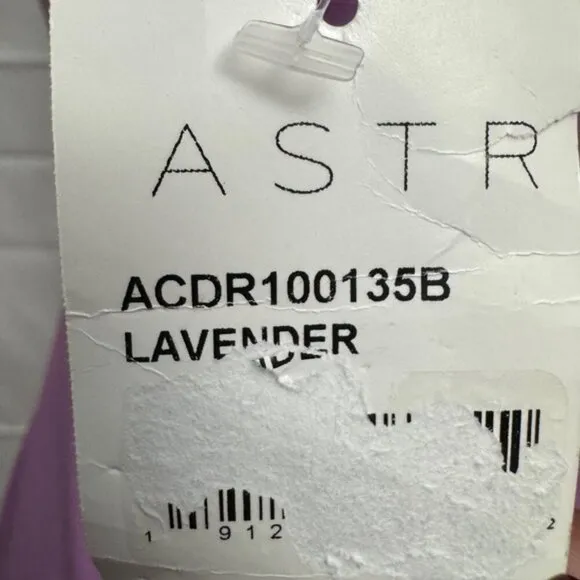 ASTR
ACDR100135B
LAVENDER
1 912 2